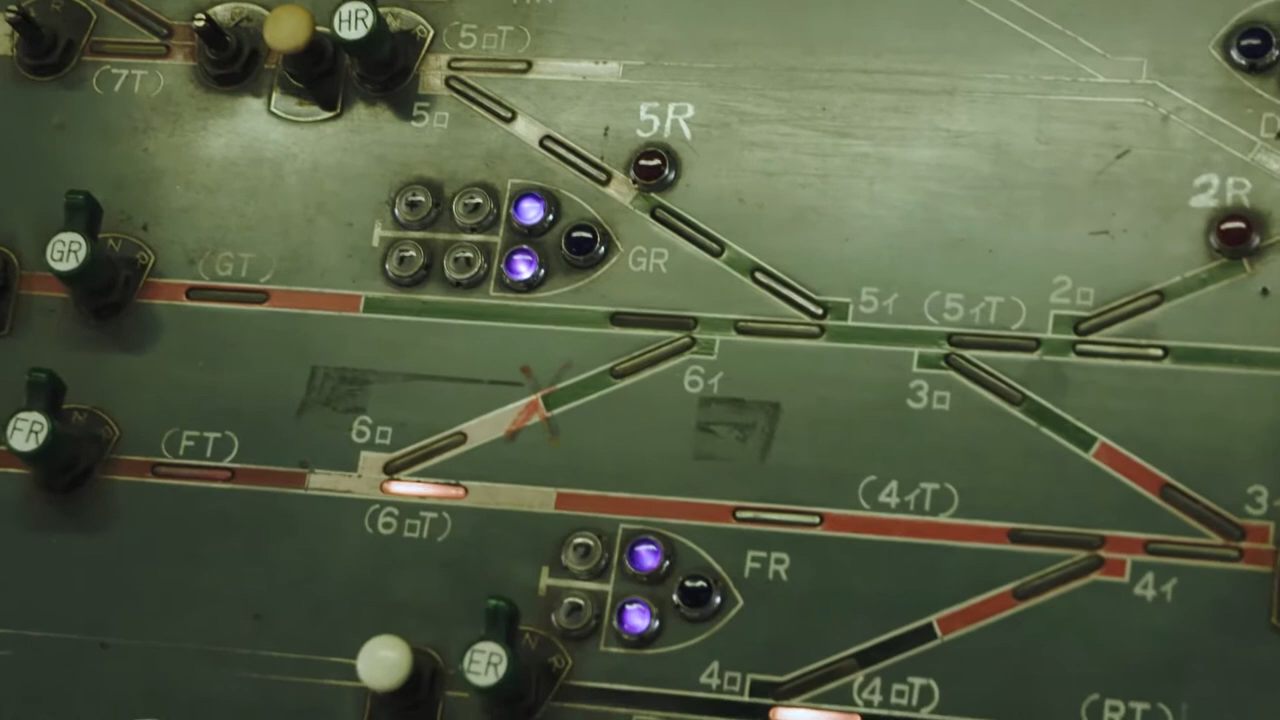 R
HR
N
R
(5ロT)
(7T)
5ロ
5R
2R
GR
N
R
(GT)
GR
5イ
(5イT)
2ロ
6イ
3ロ
FR
N
R
(FT)
6ロ
(6ロT)
(4イT)
FR
4イ
ER
N
R
4ロ
(4ロT)